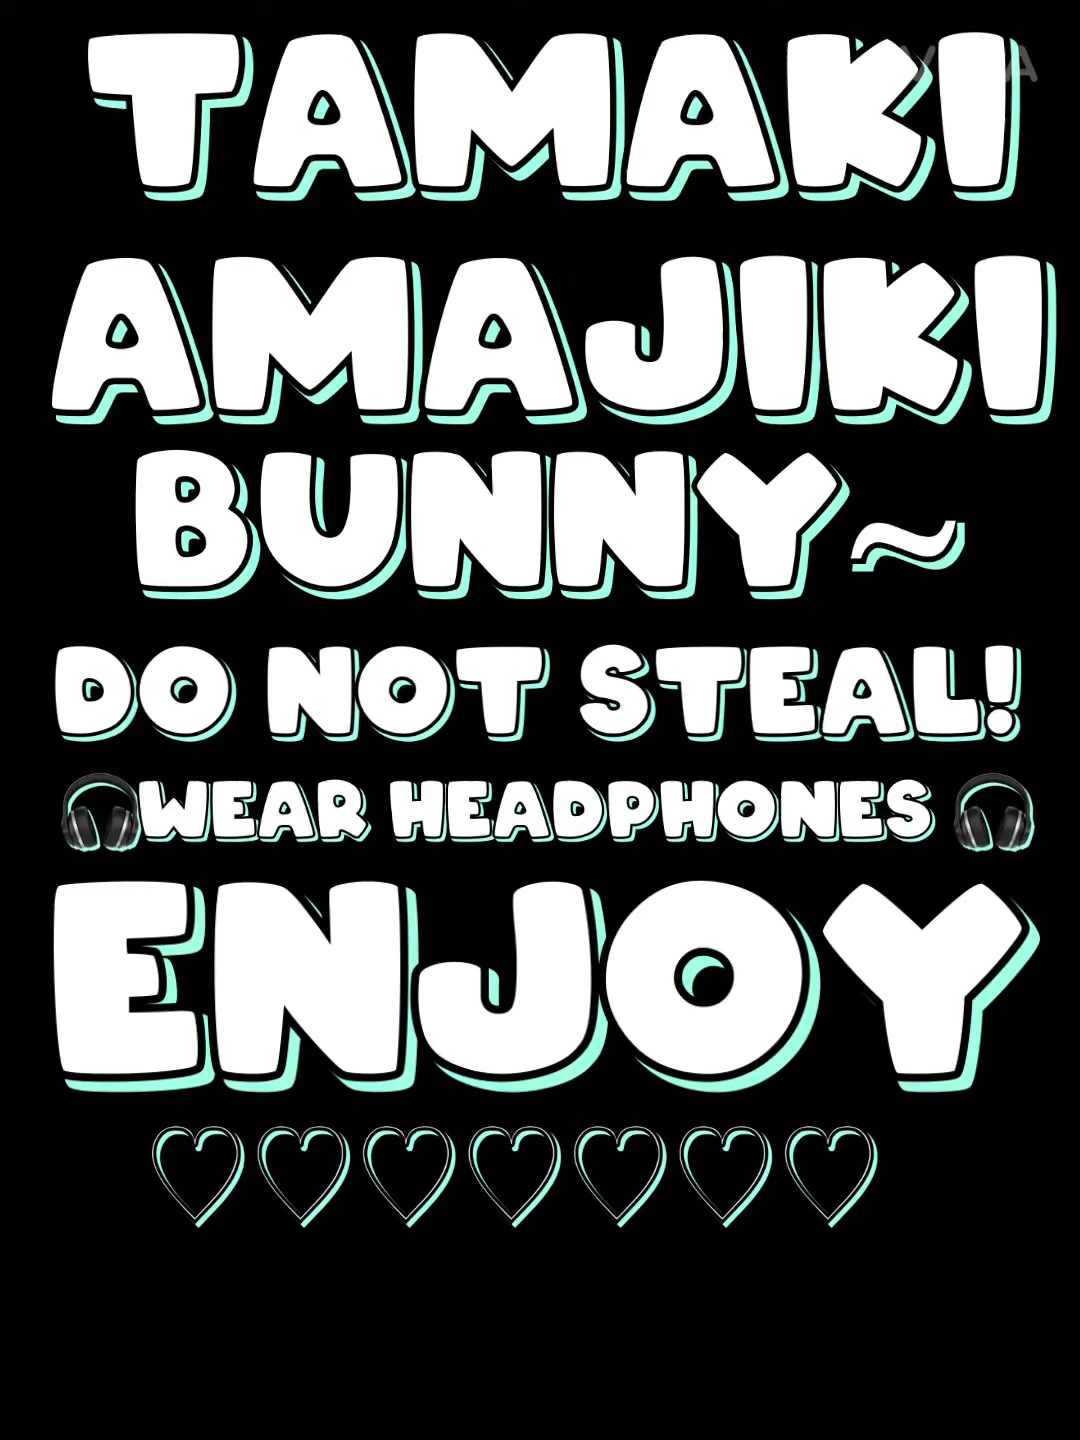 TAMAKI
AMAJIKI
BUNNY~
DO NOT STEAL!
🎧WEAR HEADPHONES 🎧
ENJOY
♡♡♡♡♡♡♡